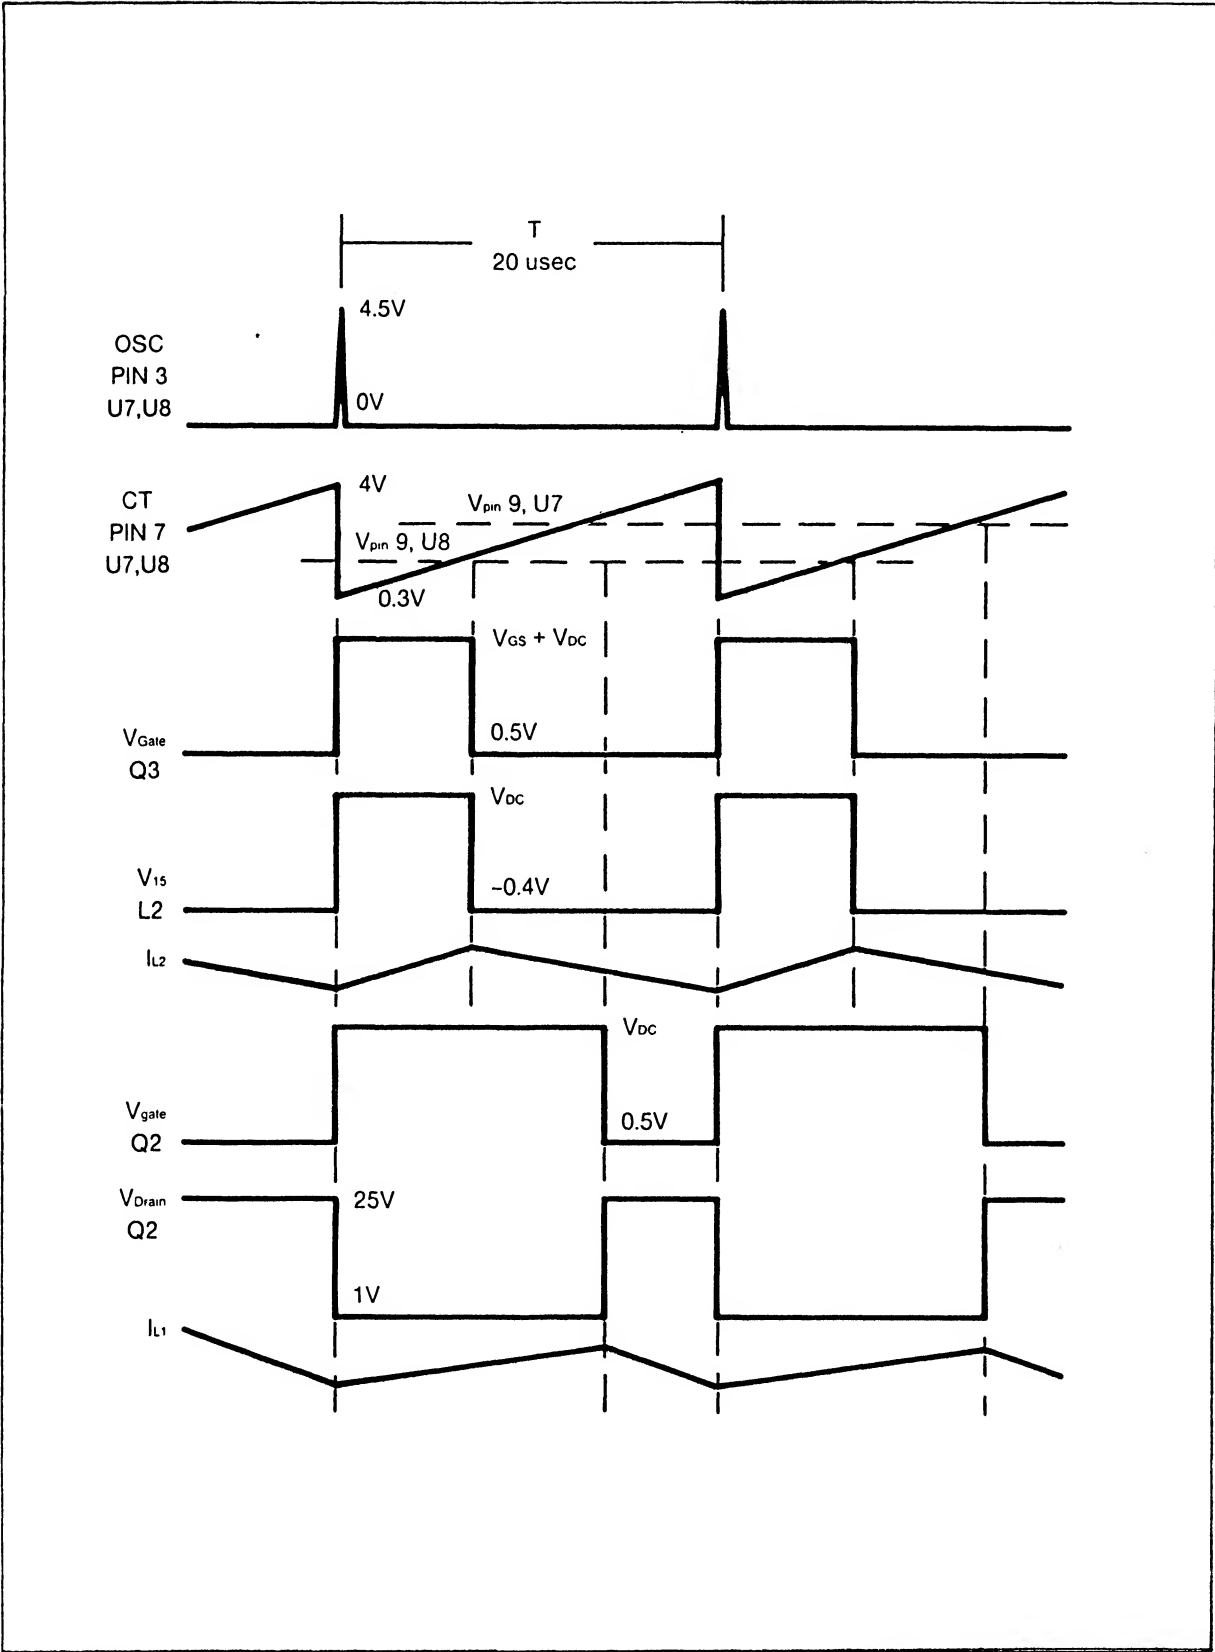 T
20 usec
4.5V
OSC
PIN 3
U7,U8
0V
4V
CT
PIN 7
U7,U8
Vpin 9, U7
Vpin 9, U8
0.3V
VGS + VDC
0.5V
VGate
Q3
VDC
V15
L2
-0.4V
IL2
VDC
Vgate
Q2
0.5V
VDrain
Q2
25V
1V
IL1